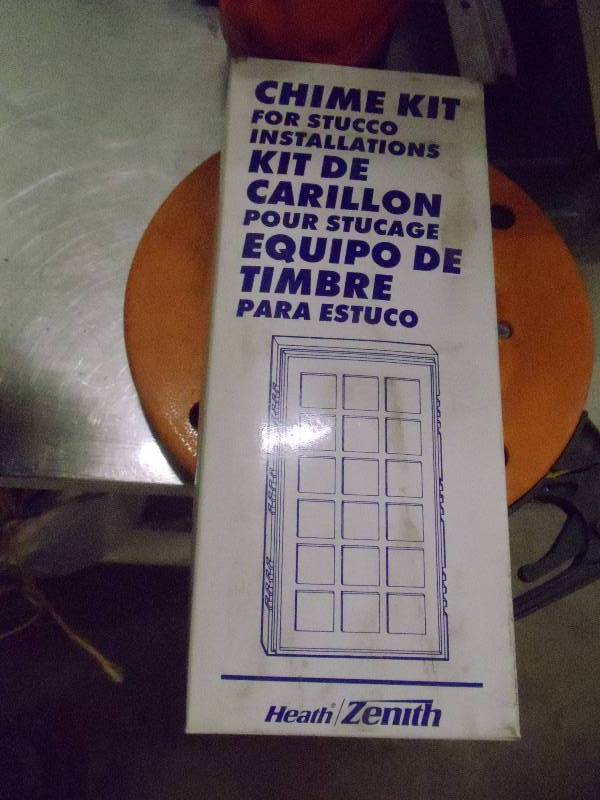 CHIME KIT
FOR STUCCO
INSTALLATIONS
KIT DE
CARILLON
POUR STUCAGE
EQUIPO DE
TIMBRE
PARA ESTUCO
Heath®/Zenith